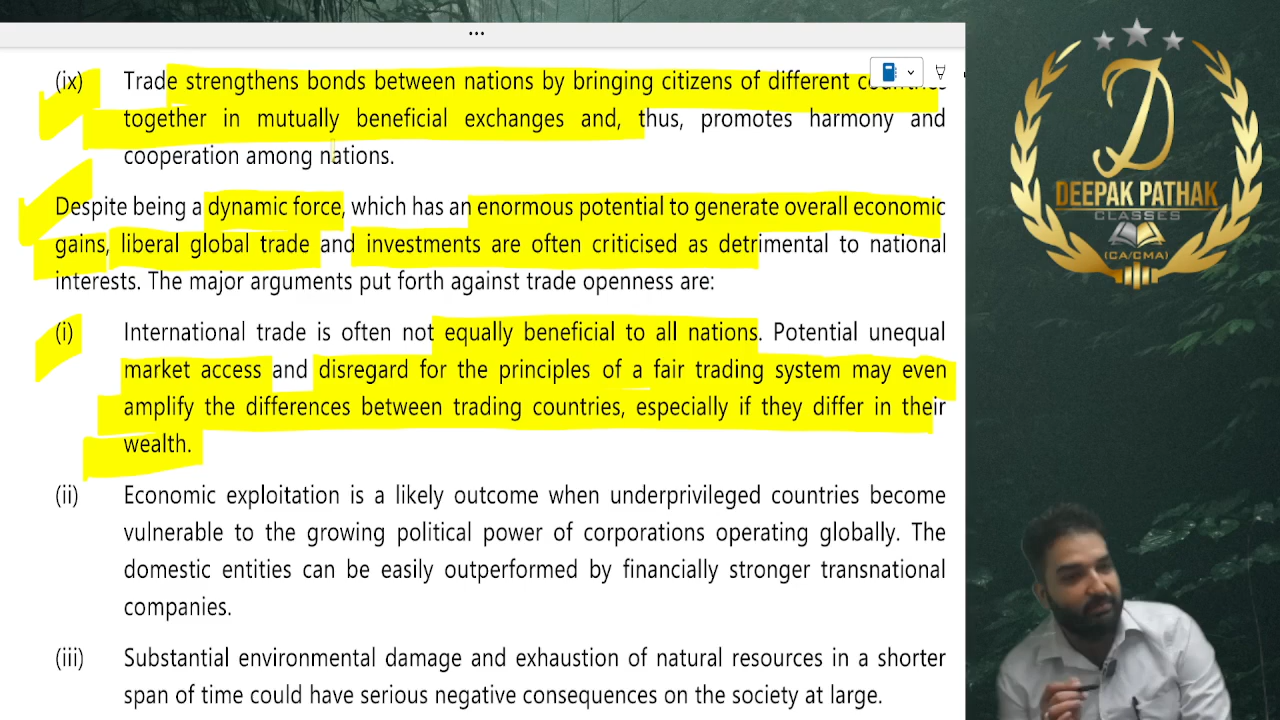 (ix) Trade strengthens bonds between nations by bringing citizens of different countries
together in mutually beneficial exchanges and, thus, promotes harmony and
cooperation among nations.
Despite being a dynamic force, which has an enormous potential to generate overall economic
gains, liberal global trade and investments are often criticised as detrimental to national
interests. The major arguments put forth against trade openness are:
(i) International trade is often not equally beneficial to all nations. Potential unequal
market access and disregard for the principles of a fair trading system may even
amplify the differences between trading countries, especially if they differ in their
wealth.
(ii) Economic exploitation is a likely outcome when underprivileged countries become
vulnerable to the growing political power of corporations operating globally. The
domestic entities can be easily outperformed by financially stronger transnational
companies.
(iii) Substantial environmental damage and exhaustion of natural resources in a shorter
span of time could have serious negative consequences on the society at large.
D
DEEPAK PATHAK
CLASSES
(CA/CMA)